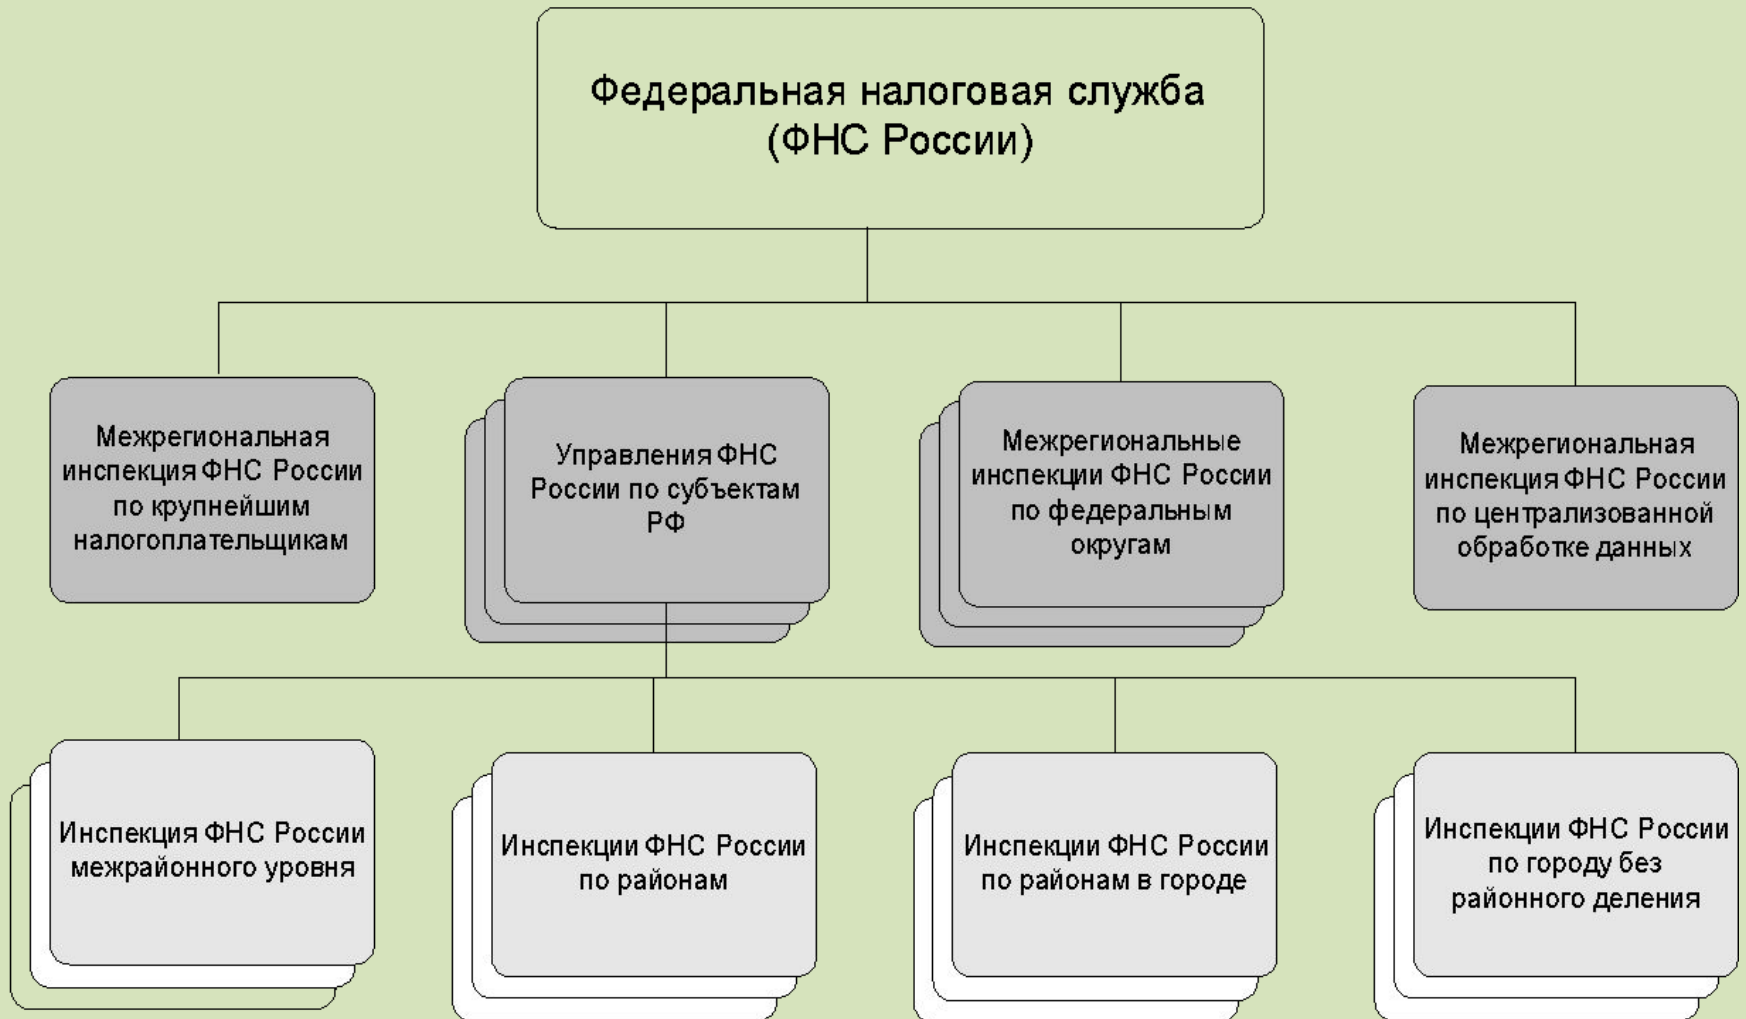 Федеральная налоговая служба
(ФНС России)
Межрегиональная
инспекция ФНС России
по крупнейшим
налогоплательщикам
Управления ФНС
России по субъектам
РФ
Межрегиональные
инспекции ФНС России
по федеральным
округам
Межрегиональная
инспекция ФНС России
по централизованной
обработке данных
Инспекция ФНС России
межрайонного уровня
Инспекции ФНС России
по районам
Инспекции ФНС России
по районам в городе
Инспекции ФНС России
по городу без
районного деления